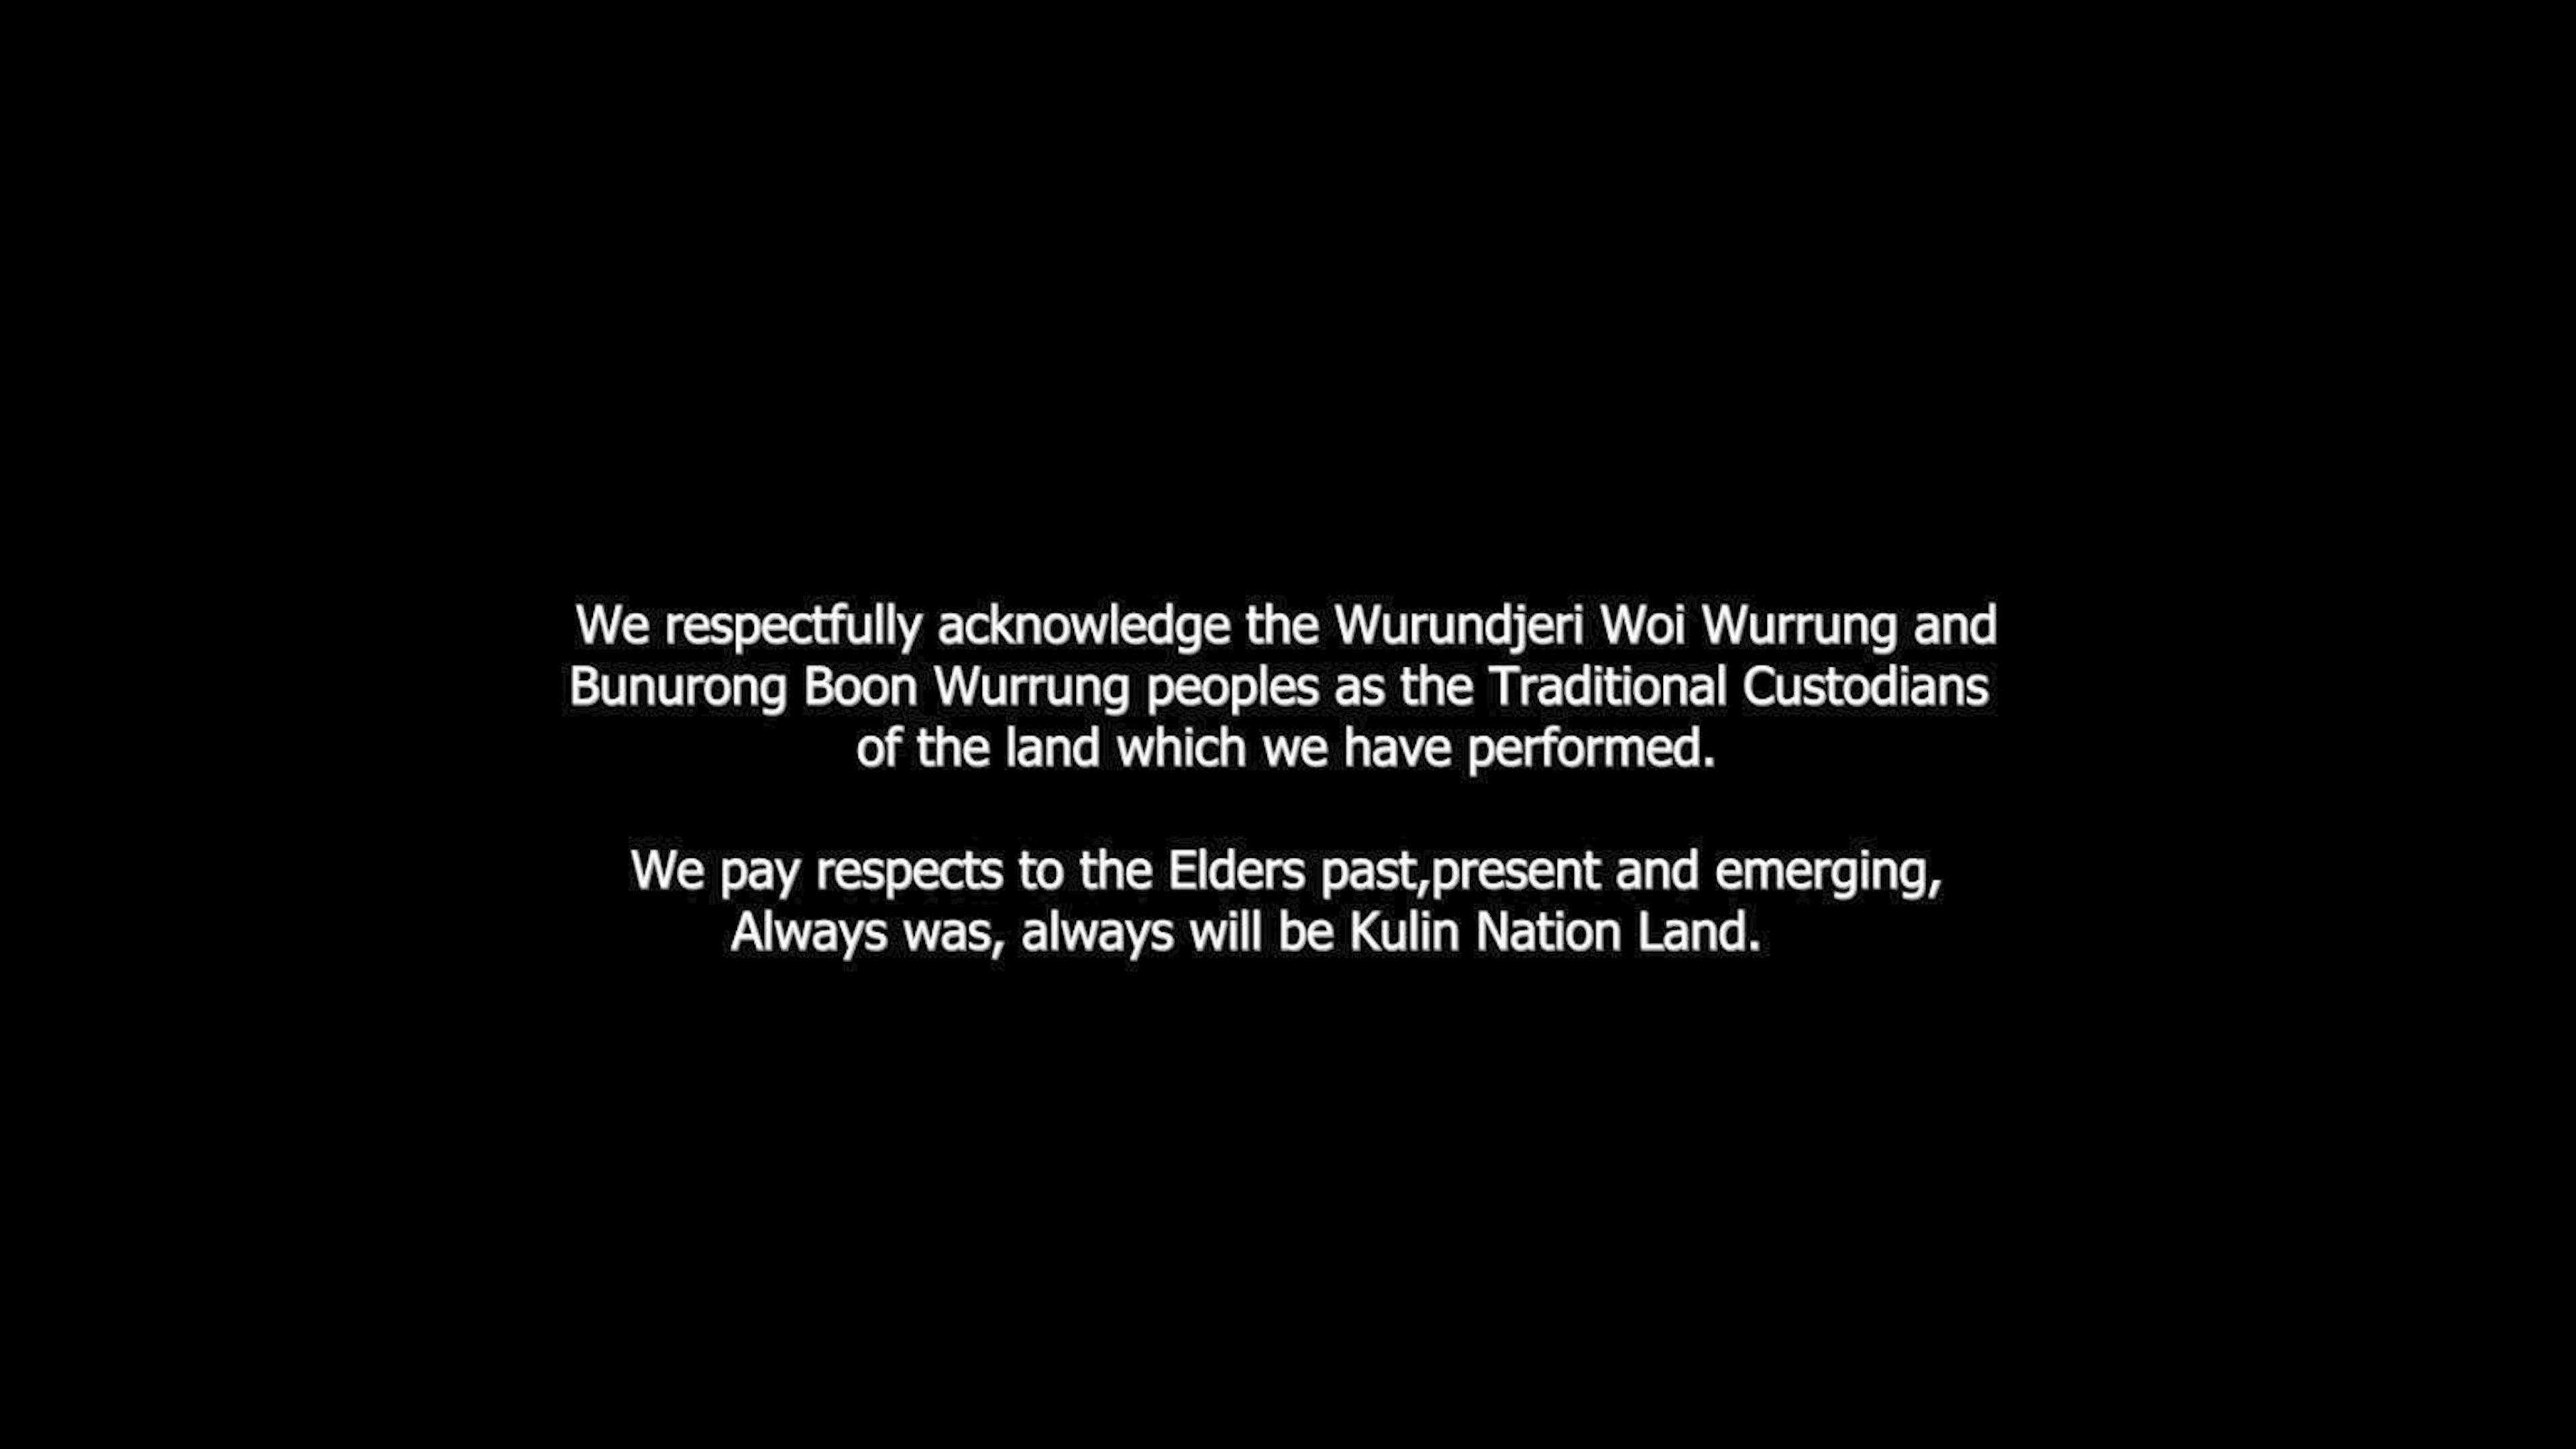 We respectfully acknowledge the Wurundjeri Woi Wurrung and
Bunurong Boon Wurrung peoples as the Traditional Custodians
of the land which we have performed.
We pay respects to the Elders past,present and emerging,
Always was, always will be Kulin Nation Land.